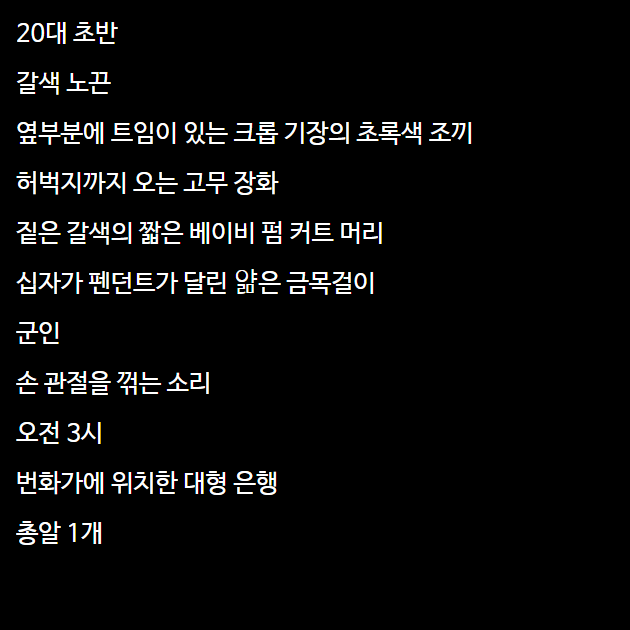 20대 초반
갈색 노끈
옆부분에 트임이 있는 크롭 기장의 초록색 조끼
허벅지까지 오는 고무 장화
짙은 갈색의 짧은 베이비 펌 커트 머리
십자가 펜던트가 달린 얇은 금목걸이
군인
손 관절을 꺾는 소리
오전 3시
번화가에 위치한 대형 은행
총알 1개